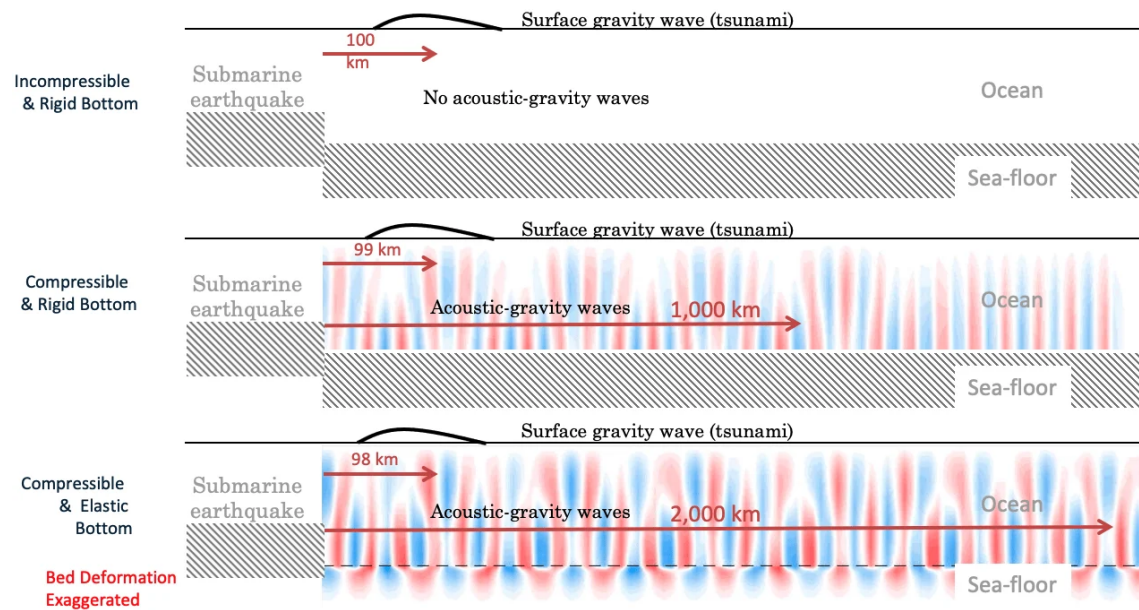 Surface gravity wave (tsunami)
100
km
Incompressible
& Rigid Bottom
Submarine
earthquake
No acoustic-gravity waves
Ocean
Sea-floor
Surface gravity wave (tsunami)
99 km
Compressible
& Rigid Bottom
Submarine
earthquake
Acoustic-gravity waves
1,000 km
Ocean
Sea-floor
Surface gravity wave (tsunami)
98 km
Compressible
& Elastic
Bottom
Submarine
earthquake
Acoustic-gravity waves
2,000 km
Ocean
Bed Deformation
Exaggerated
Sea-floor